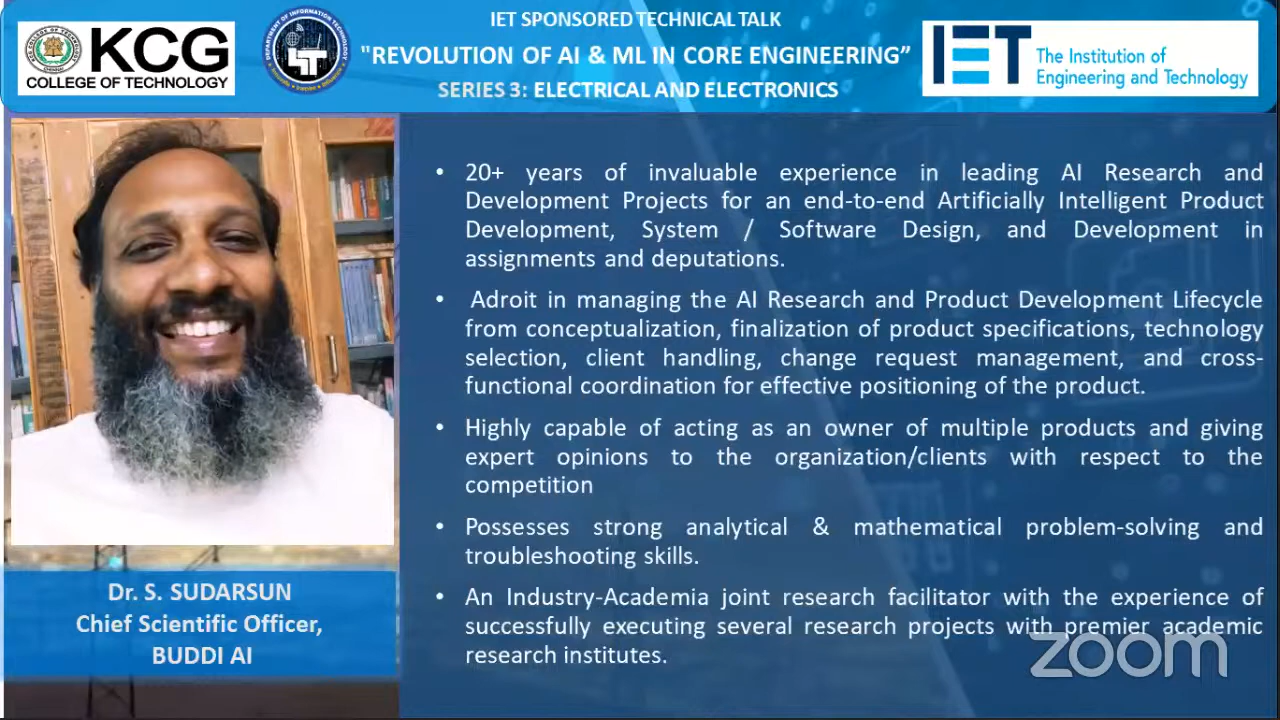 KCG
COLLEGE OF TECHNOLOGY
IET SPONSORED TECHNICAL TALK
"REVOLUTION OF AI & ML IN CORE ENGINEERING”
SERIES 3: ELECTRICAL AND ELECTRONICS
IET
The Institution of
Engineering and Technology
• 20+ years of invaluable experience in leading AI Research and
Development Projects for an end-to-end Artificially Intelligent Product
Development, System / Software Design, and Development in
assignments and deputations.
• Adroit in managing the AI Research and Product Development Lifecycle
from conceptualization, finalization of product specifications, technology
selection, client handling, change request management, and cross-
functional coordination for effective positioning of the product.
• Highly capable of acting as an owner of multiple products and giving
expert opinions to the organization/clients with respect to the
competition
• Possesses strong analytical & mathematical problem-solving and
troubleshooting skills.
• An Industry-Academia joint research facilitator with the experience of
successfully executing several research projects with premier academic
research institutes.
Dr. S. SUDARSUN
Chief Scientific Officer,
BUDDI AI
zoom